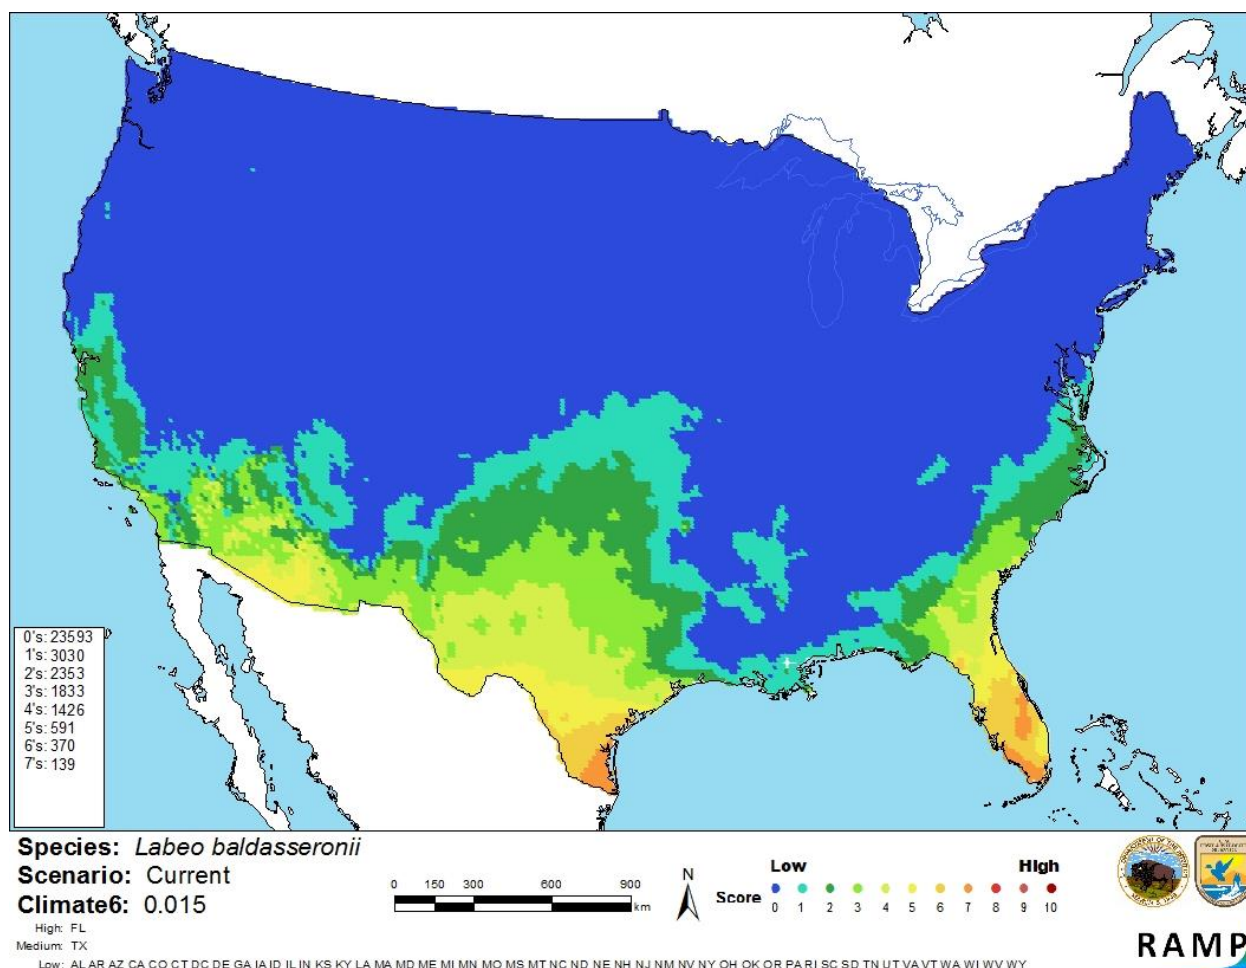 0's: 23593
1's: 3030
2's: 2353
3's: 1833
4's: 1426
5's: 591
6's: 370
7's: 139
Species: Labeo baldasseronii
Scenario: Current
Climate6: 0.015
High: FL
Medium: TX
Low: AL AR AZ CA CO CT DC DE GA IA ID IL IN KS KY LA MA MD ME MI MN MO MS MT NC ND NE NH NJ NM NV NY OH OK OR PA RI SC SD TN UT VA VT WA WI WV WY
0 150 300 600 900
km
N
Low High
Score 0 1 2 3 4 5 6 7 8 9 10
RAMP